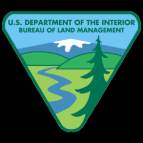 U.S. DEPARTMENT OF THE INTERIOR
BUREAU OF LAND MANAGEMENT